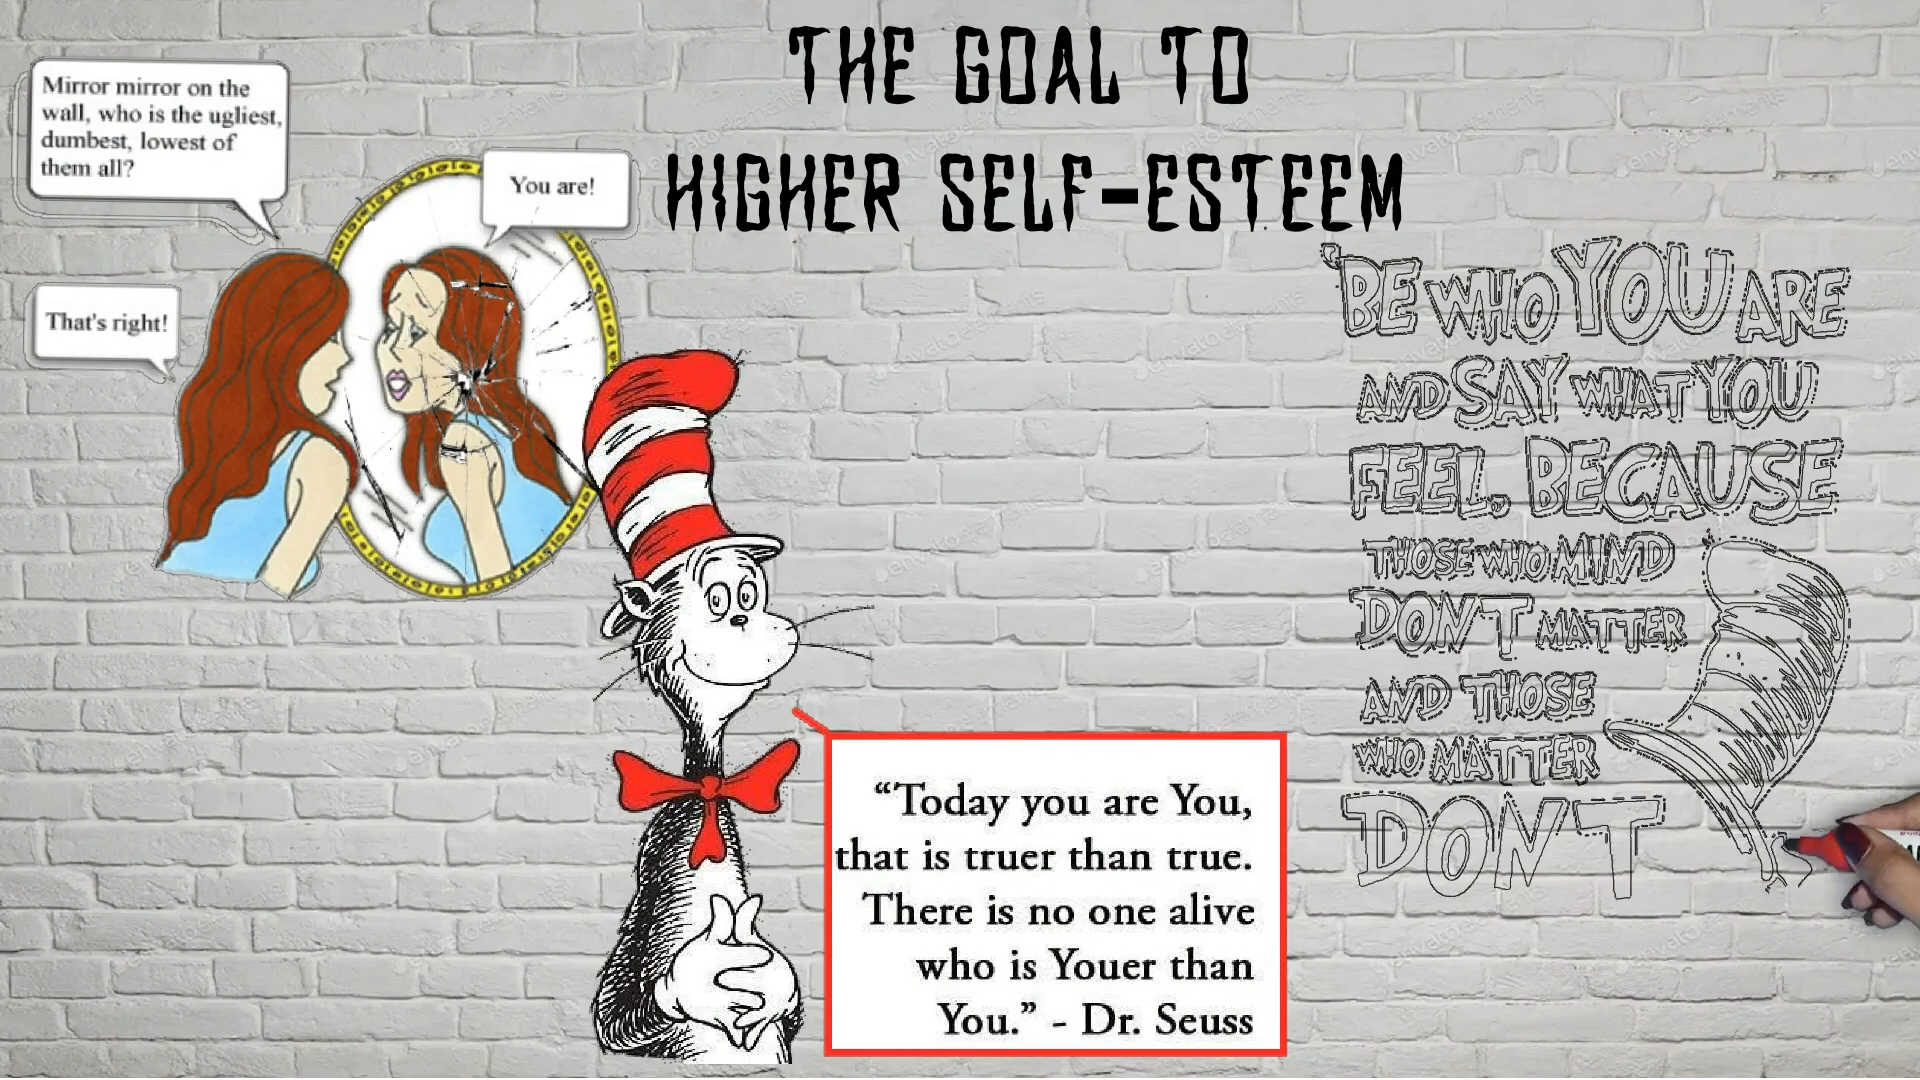 THE GOAL TO
HIGHER SELF-ESTEEM
Mirror mirror on the
wall, who is the ugliest,
dumbest, lowest of
them all?
You are!
That's right!
'BE WHO YOU ARE
AND SAY WHAT YOU
FEEL, BECAUSE
THOSE WHO MIND
DON'T MATTER
AND THOSE
WHO MATTER
DON'T
“Today you are You,
that is truer than true.
There is no one alive
who is Youer than
You.” - Dr. Seuss